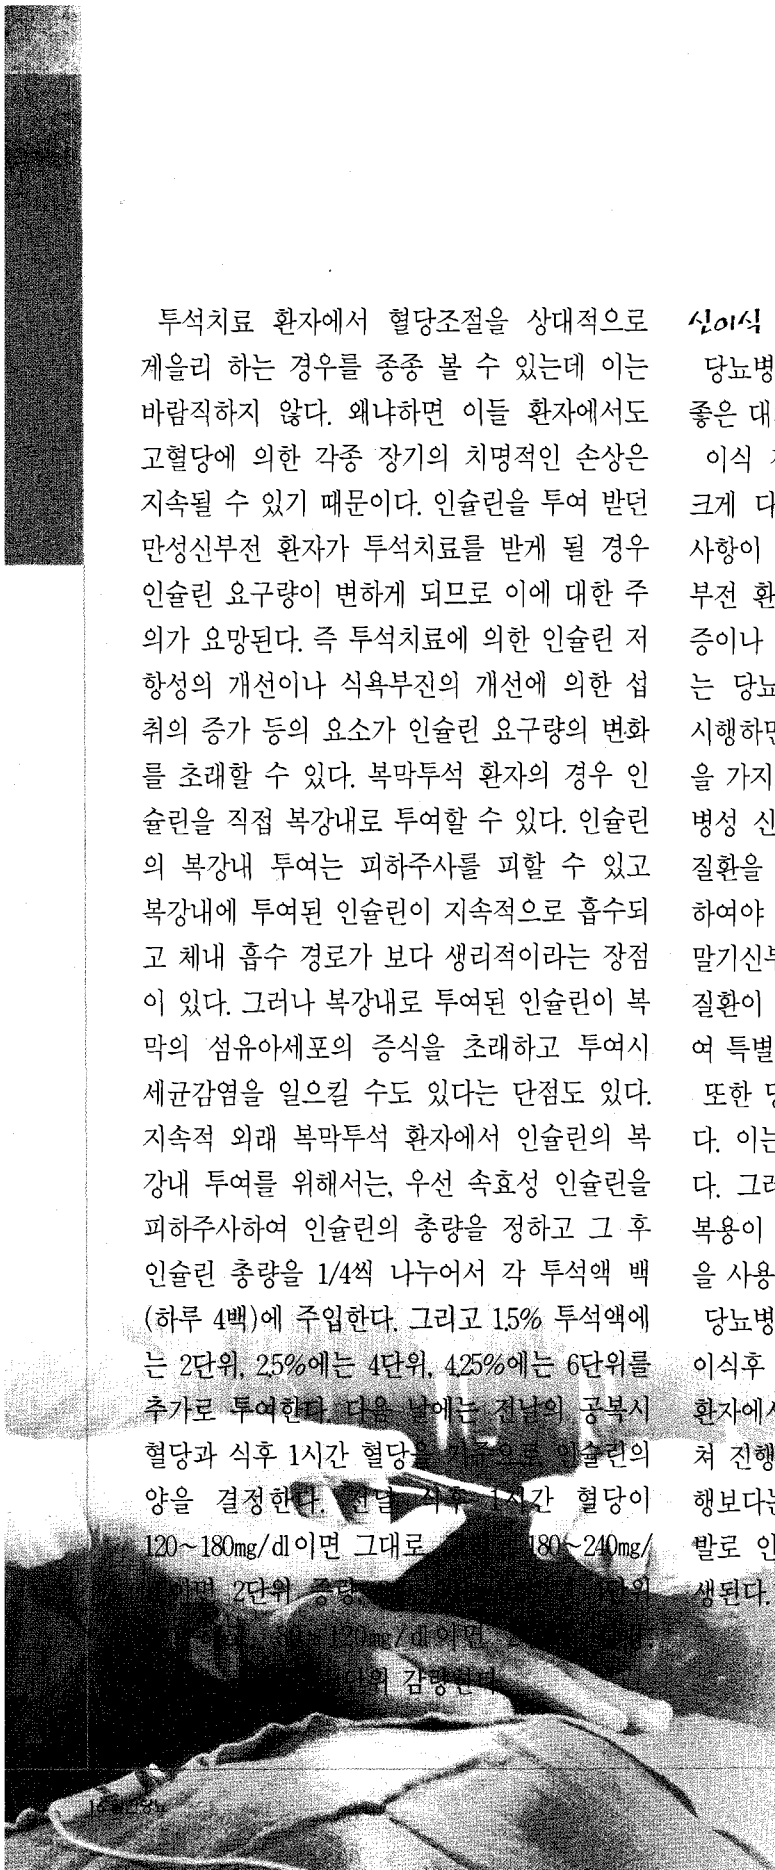 투석치료 환자에서 혈당조절을 상대적으로
게을리 하는 경우를 종종 볼 수 있는데 이는
바람직하지 않다. 왜냐하면 이들 환자에서도
고혈당에 의한 각종 장기의 치명적인 손상은
지속될 수 있기 때문이다. 인슐린을 투여 받던
만성신부전 환자가 투석치료를 받게 될 경우
인슐린 요구량이 변하게 되므로 이에 대한 주
의가 요망된다. 즉 투석치료에 의한 인슐린 저
항성의 개선이나 식욕부진의 개선에 의한 섭
취의 증가 등의 요소가 인슐린 요구량의 변화
를 초래할 수 있다. 복막투석 환자의 경우 인
슐린을 직접 복강내로 투여할 수 있다. 인슐린
의 복강내 투여는 피하주사를 피할 수 있고
복강내에 투여된 인슐린이 지속적으로 흡수되
고 체내 흡수 경로가 보다 생리적이라는 장점
이 있다. 그러나 복강내로 투여된 인슐린이 복
막의 섬유아세포의 증식을 초래하고 투여시
세균감염을 일으킬 수도 있다는 단점도 있다.
지속적 외래 복막투석 환자에서 인슐린의 복
강내 투여를 위해서는, 우선 속효성 인슐린을
피하주사하여 인슐린의 총량을 정하고 그 후
인슐린 총량을 1/4씩 나누어서 각 투석액 백
(하루 4백)에 주입한다. 그리고 1.5% 투석액에
는 2단위, 2.5%에는 4단위, 4.25%에는 6단위를
추가로 투여한다. 다음 날에는 전날의 공복시
혈당과 식후 1시간 혈당을 기준으로 인슐린의
양을 결정한다. 전날 식후 1시간 혈당이
120~180mg/dl이면 그대로 180~240mg/
이면 2단위 증량
120mg/dl이면
단위 감량한다
신이식
당뇨병
좋은 대
이식
크게 다
사항이
부전 환
증이나
는 당뇨
시행하면
을 가지
병성 신
질환을
하여야
말기신부
질환이
여 특별
또한 당
다. 이는
다. 그러
복용이
을 사용
당뇨병
이식후
환자에서
쳐 진행
행보다는
발로 인
생된다.